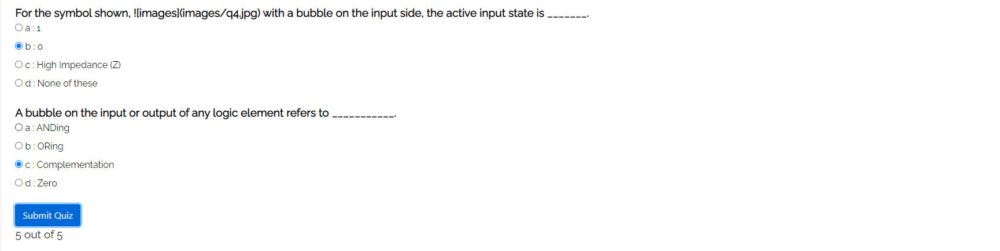 For the symbol shown, ![images](images/q4.jpg) with a bubble on the input side, the active input state is _______.
a : 1
b : 0
c : High Impedance (Z)
d : None of these
A bubble on the input or output of any logic element refers to ___________.
a : ANDing
b : ORing
c : Complementation
d : Zero
Submit Quiz
5 out of 5